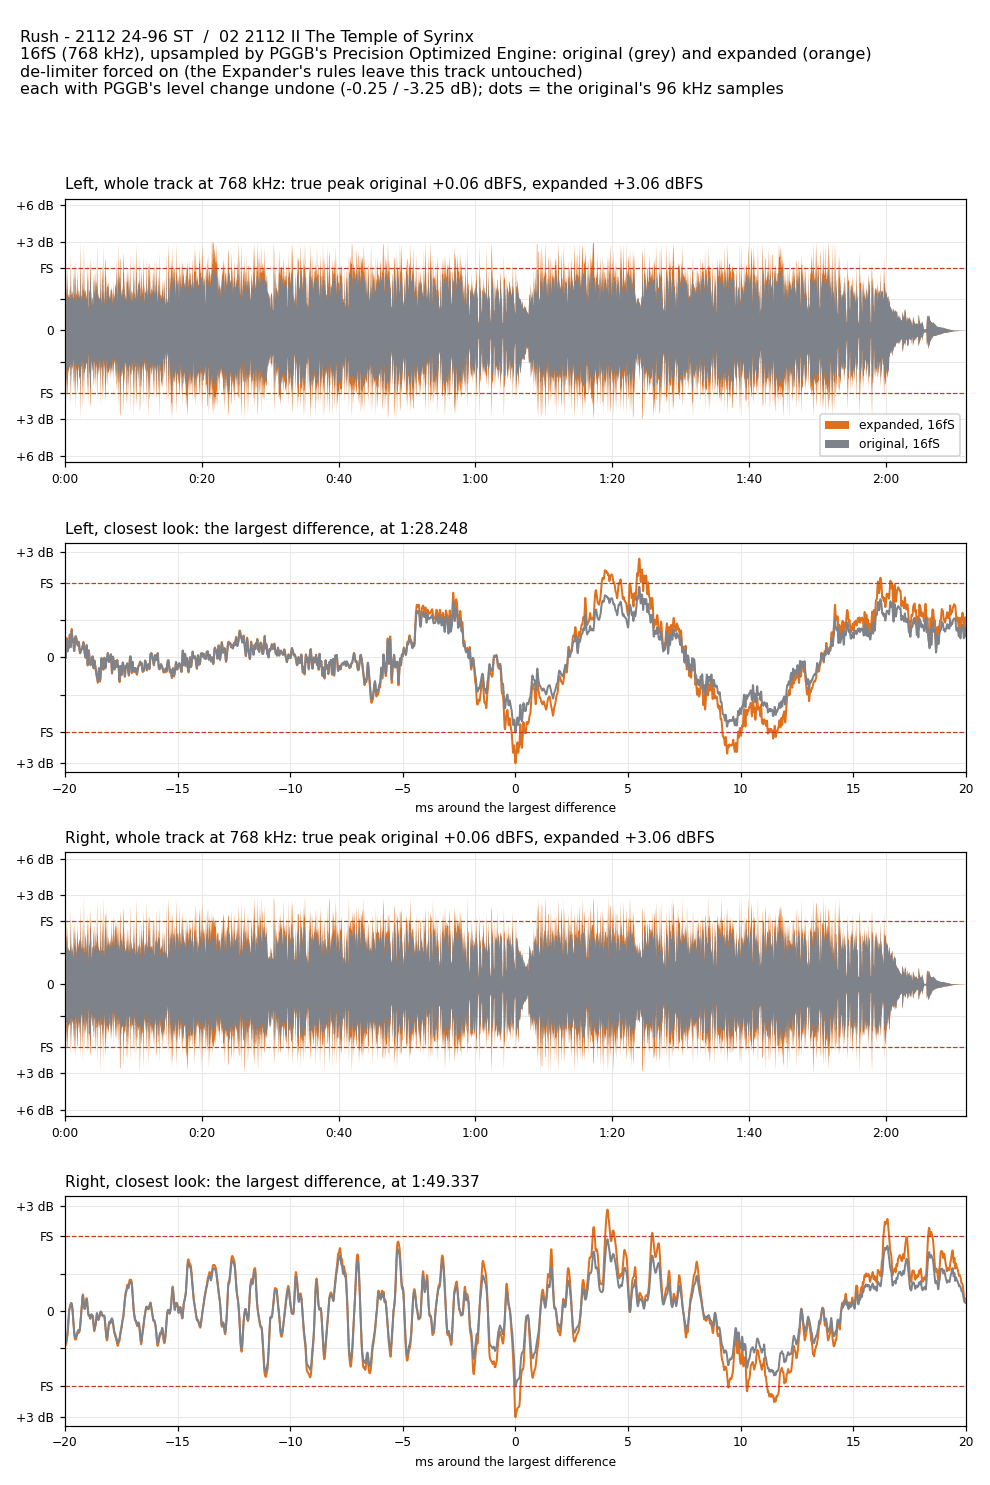 Rush - 2112 24-96 ST  /  02 2112 II The Temple of Syrinx
16fS (768 kHz), upsampled by PGGB's Precision Optimized Engine: original (grey) and expanded (orange)
de-limiter forced on (the Expander's rules leave this track untouched)
each with PGGB's level change undone (-0.25 / -3.25 dB); dots = the original's 96 kHz samples
Left, whole track at 768 kHz: true peak original +0.06 dBFS, expanded +3.06 dBFS
+6 dB
+3 dB
FS
0
FS
+3 dB
+6 dB
expanded, 16fS
original, 16fS
0:00 0:20 0:40 1:00 1:20 1:40 2:00
Left, closest look: the largest difference, at 1:28.248
+3 dB
FS
0
FS
+3 dB
−20 −15 −10 −5 0 5 10 15 20
ms around the largest difference
Right, whole track at 768 kHz: true peak original +0.06 dBFS, expanded +3.06 dBFS
+6 dB
+3 dB
FS
0
FS
+3 dB
+6 dB
0:00 0:20 0:40 1:00 1:20 1:40 2:00
Right, closest look: the largest difference, at 1:49.337
+3 dB
FS
0
FS
+3 dB
−20 −15 −10 −5 0 5 10 15 20
ms around the largest difference